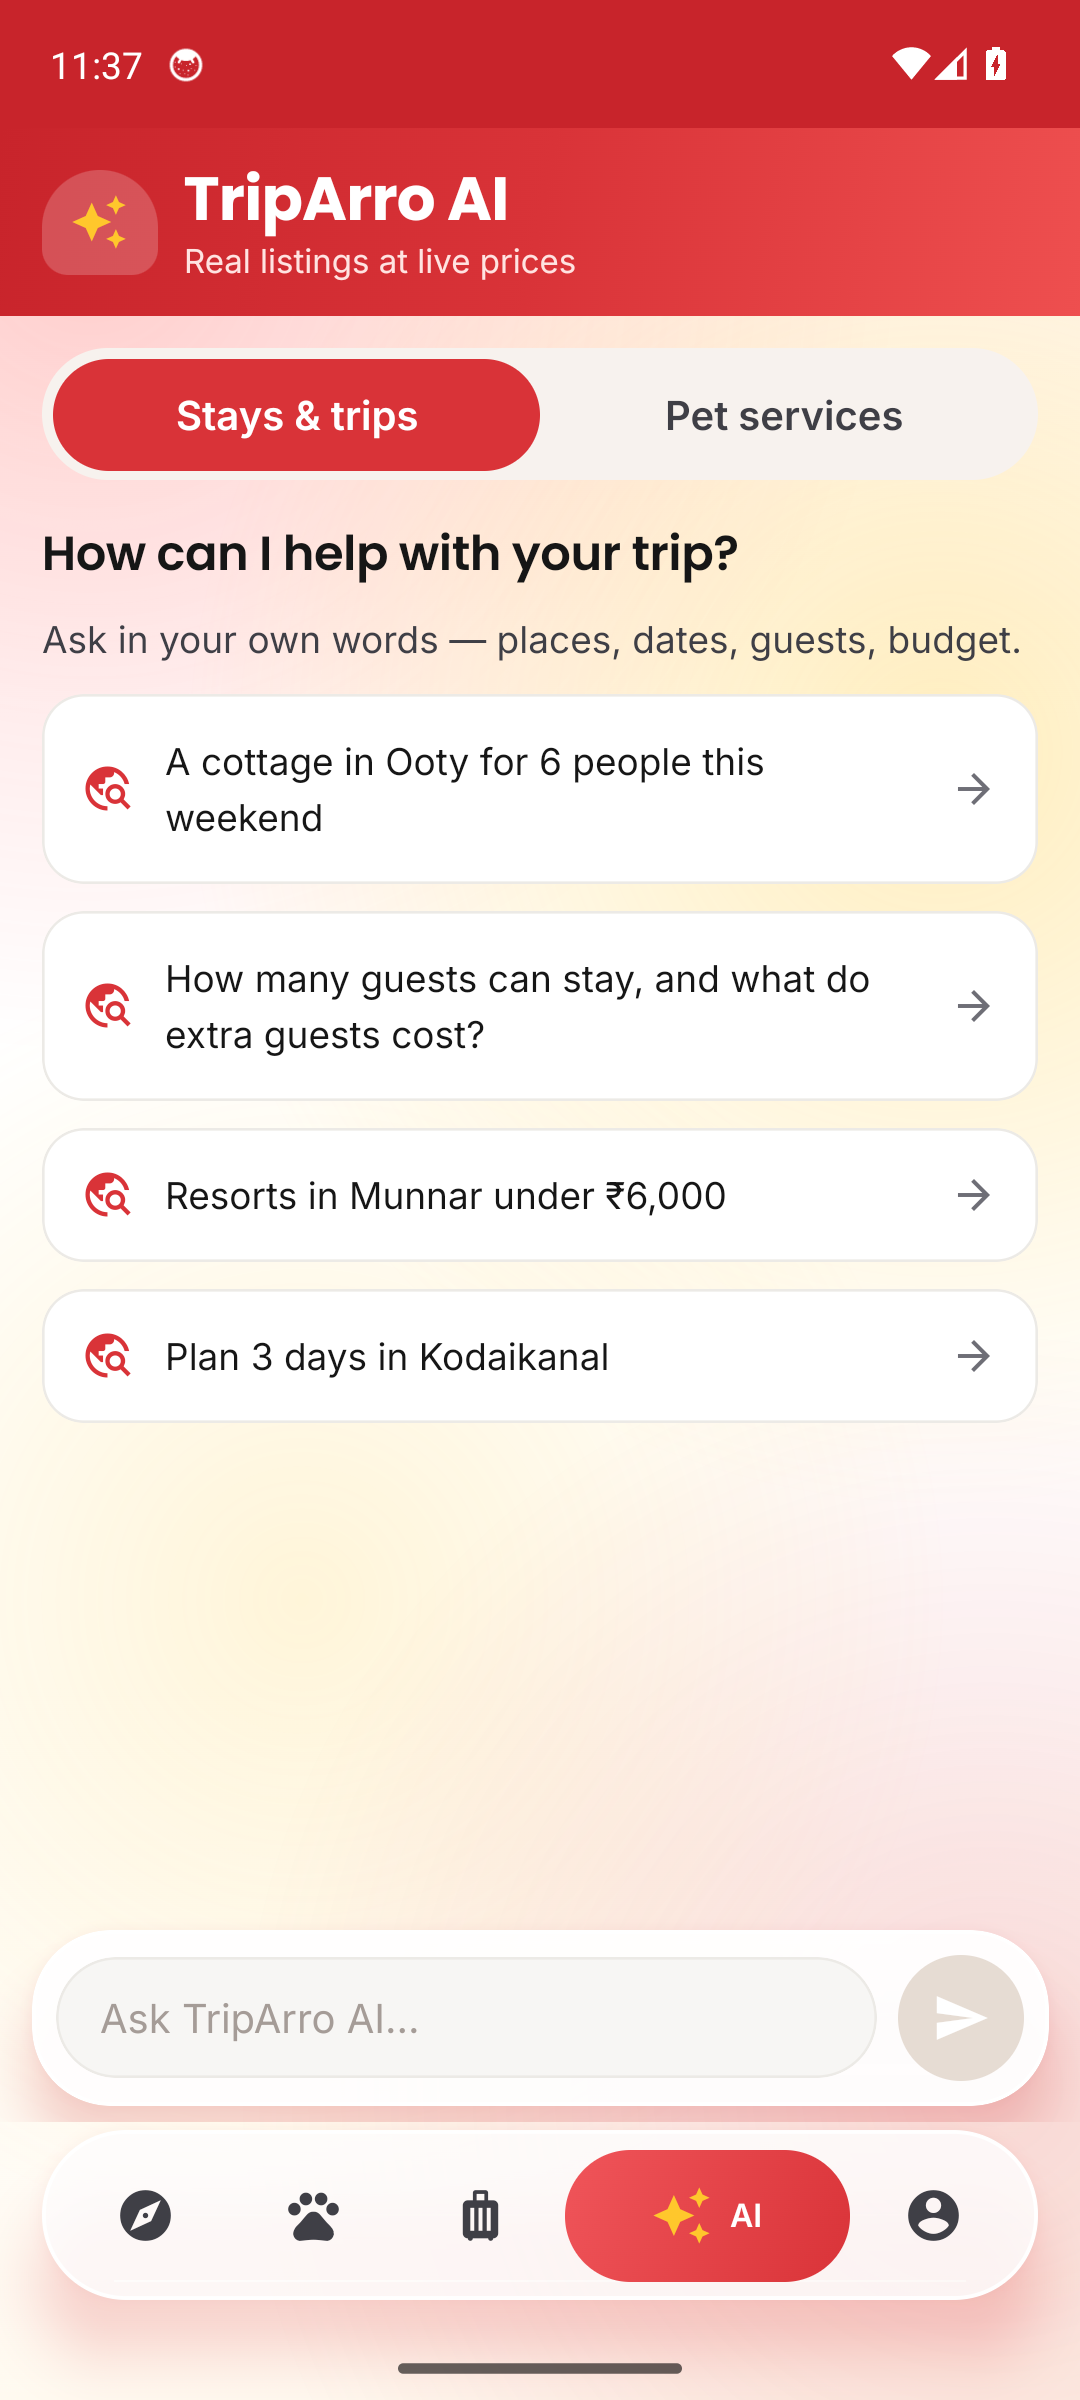 11:37
TripArro AI
Real listings at live prices
Stays & trips
Pet services
How can I help with your trip?
Ask in your own words — places, dates, guests, budget.
A cottage in Ooty for 6 people this
weekend
How many guests can stay, and what do
extra guests cost?
Resorts in Munnar under ₹6,000
Plan 3 days in Kodaikanal
Ask TripArro AI...
AI